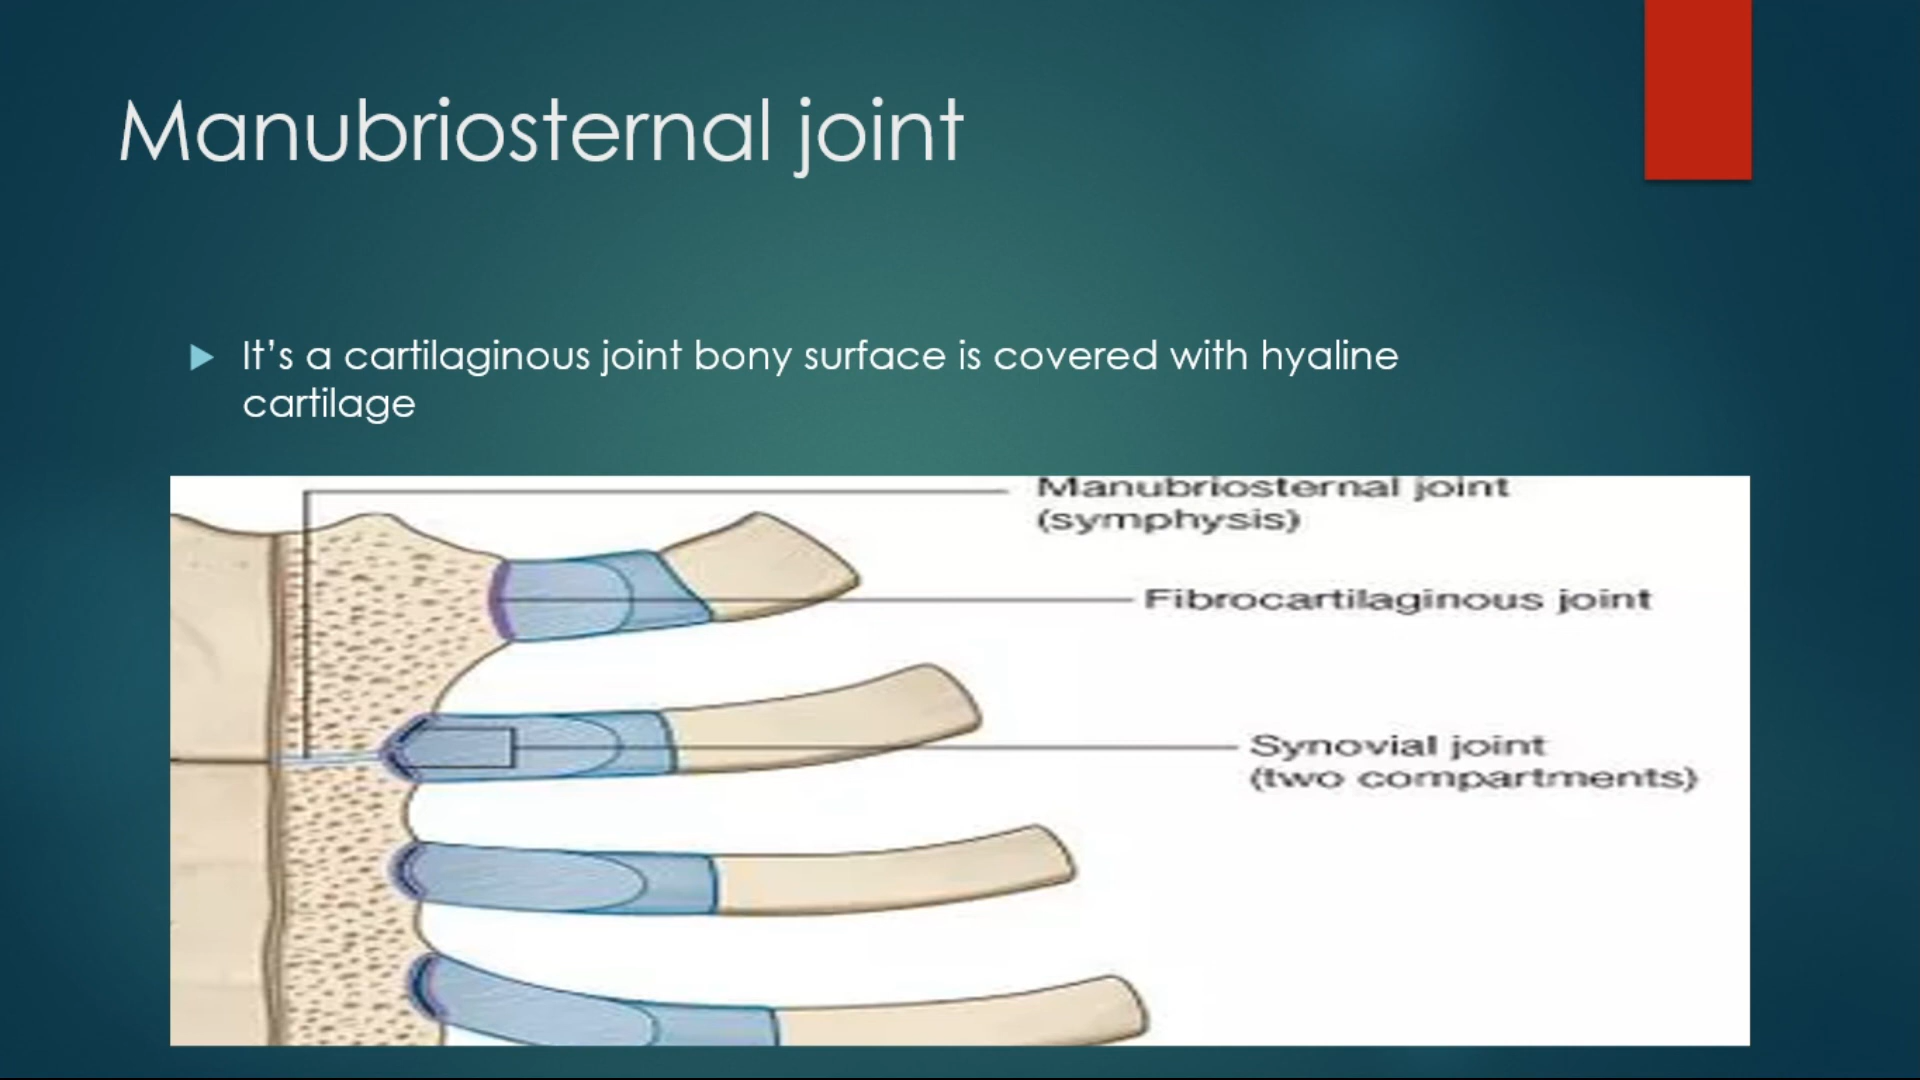 Manubriosternal joint
It's a cartilaginous joint bony surface is covered with hyaline
cartilage
Manubriosternal joint
(symphysis)
Fibrocartilaginous joint
Synovial joint
(two compartments)